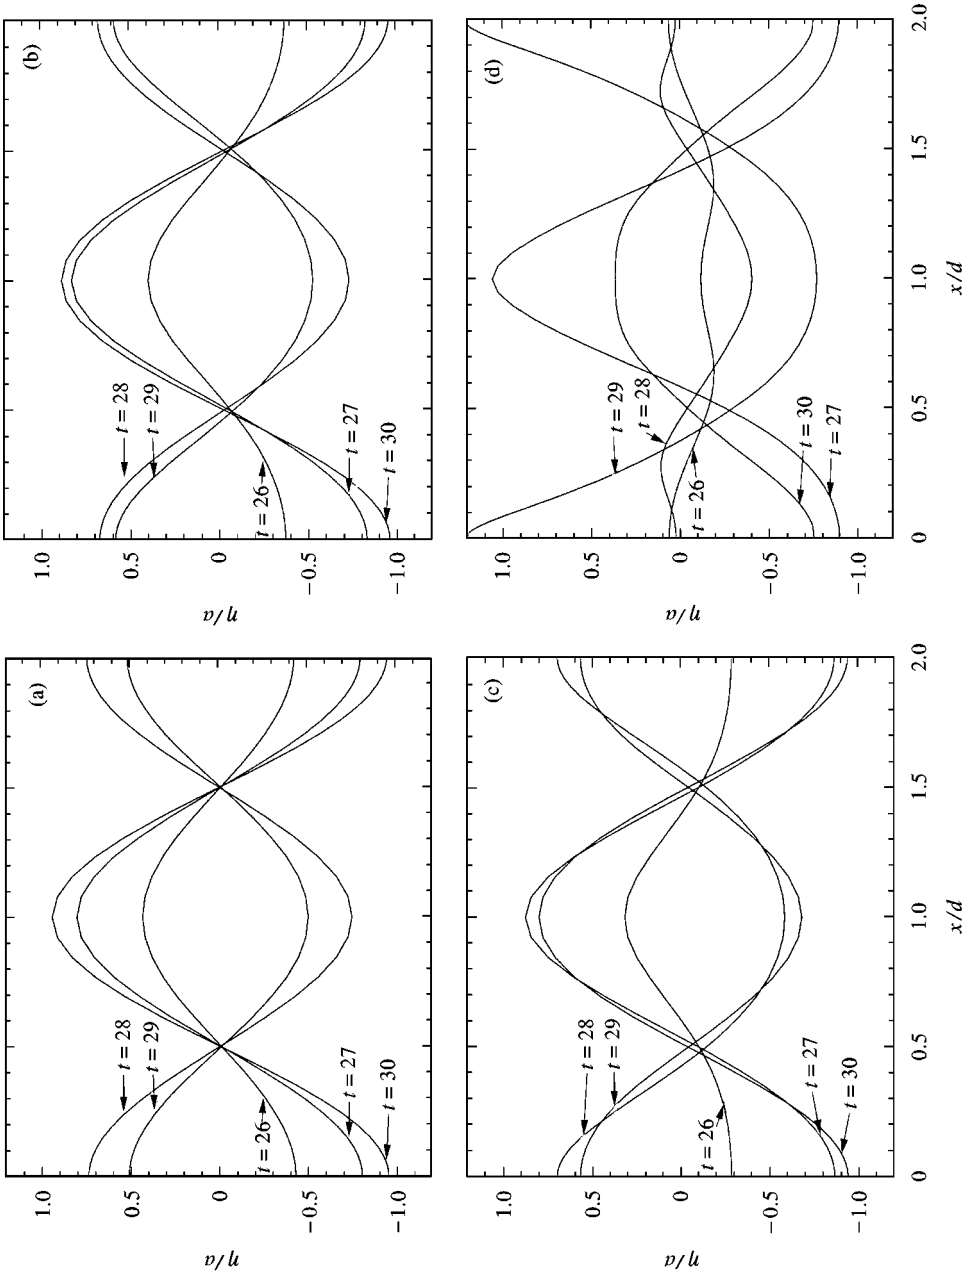 (a)
1.0
0.5
0
−0.5
−1.0
η/a
t = 28
t = 29
t = 26
t = 27
t = 30
(b)
1.0
0.5
0
−0.5
−1.0
η/a
t = 28
t = 29
t = 26
t = 27
t = 30
(c)
1.0
0.5
0
−0.5
−1.0
η/a
t = 28
t = 29
t = 26
t = 27
t = 30
0 0.5 1.0 1.5 2.0
x/d
(d)
1.0
0.5
0
−0.5
−1.0
η/a
t = 29
t = 28
t = 26
t = 30
t = 27
0 0.5 1.0 1.5 2.0
x/d